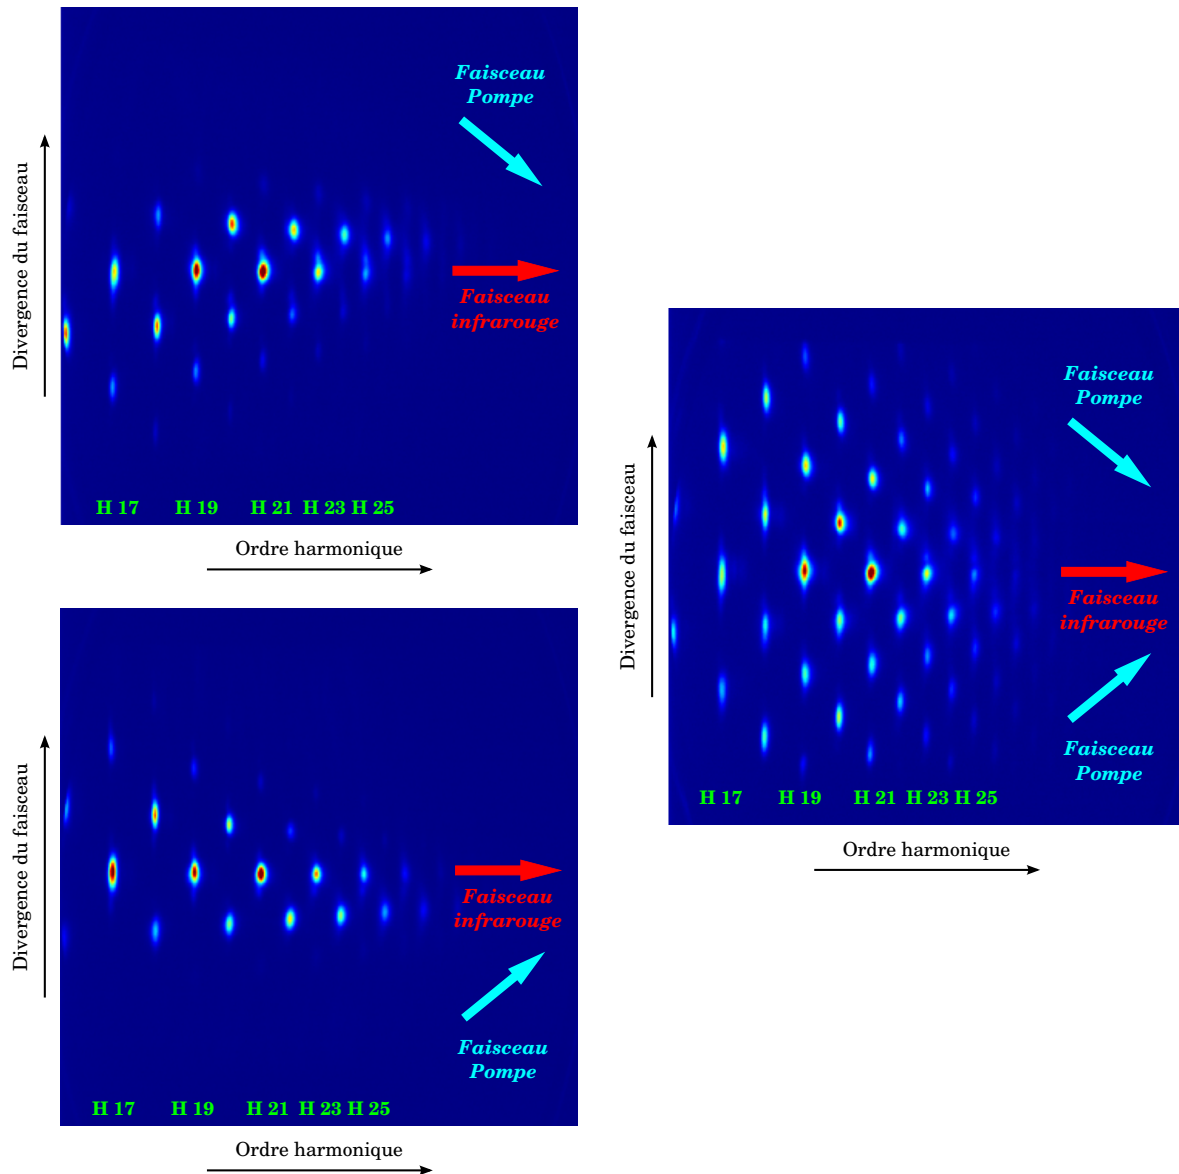 Faisceau
Pompe
Divergence du faisceau
Faisceau
infrarouge
H 17 H 19 H 21 H 23 H 25
Ordre harmonique
Faisceau
Pompe
Divergence du faisceau
Faisceau
infrarouge
Faisceau
Pompe
H 17 H 19 H 21 H 23 H 25
Ordre harmonique
Divergence du faisceau
Faisceau
infrarouge
Faisceau
Pompe
H 17 H 19 H 21 H 23 H 25
Ordre harmonique